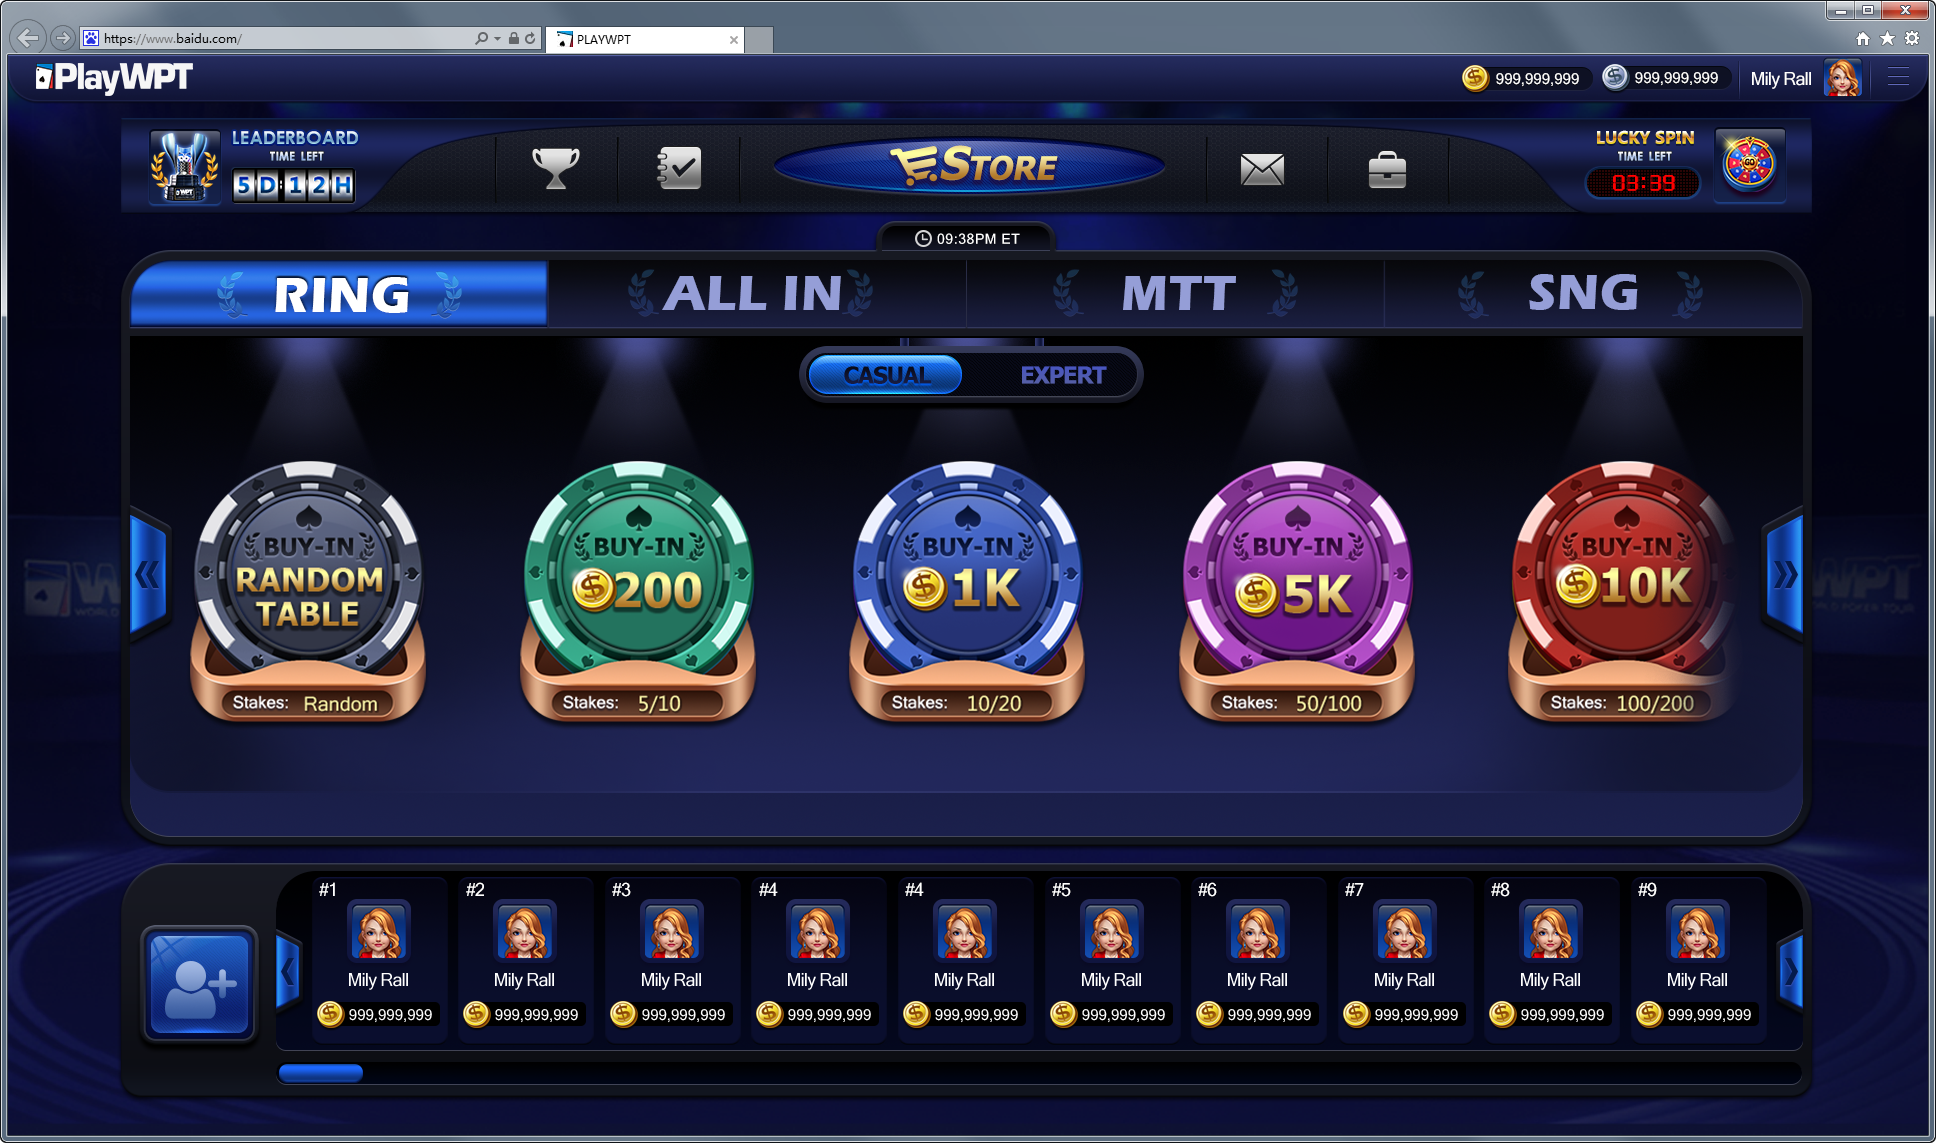 https://www.baidu.com/
PLAYWPT
PlayWPT
999,999,999
999,999,999
Mily Rall
LEADERBOARD
TIME LEFT
5D:12H
STORE
LUCKY SPIN
TIME LEFT
03:39
GO
WPT
09:38PM ET
RING
ALL IN
MTT
SNG
CASUAL
EXPERT
BUY-IN
RANDOM
TABLE
Stakes: Random
BUY-IN
200
Stakes: 5/10
BUY-IN
1K
Stakes: 10/20
BUY-IN
5K
Stakes: 50/100
BUY-IN
10K
Stakes: 100/200
WPT
#1
Mily Rall
999,999,999
#2
Mily Rall
999,999,999
#3
Mily Rall
999,999,999
#4
Mily Rall
999,999,999
#4
Mily Rall
999,999,999
#5
Mily Rall
999,999,999
#6
Mily Rall
999,999,999
#7
Mily Rall
999,999,999
#8
Mily Rall
999,999,999
#9
Mily Rall
999,999,999